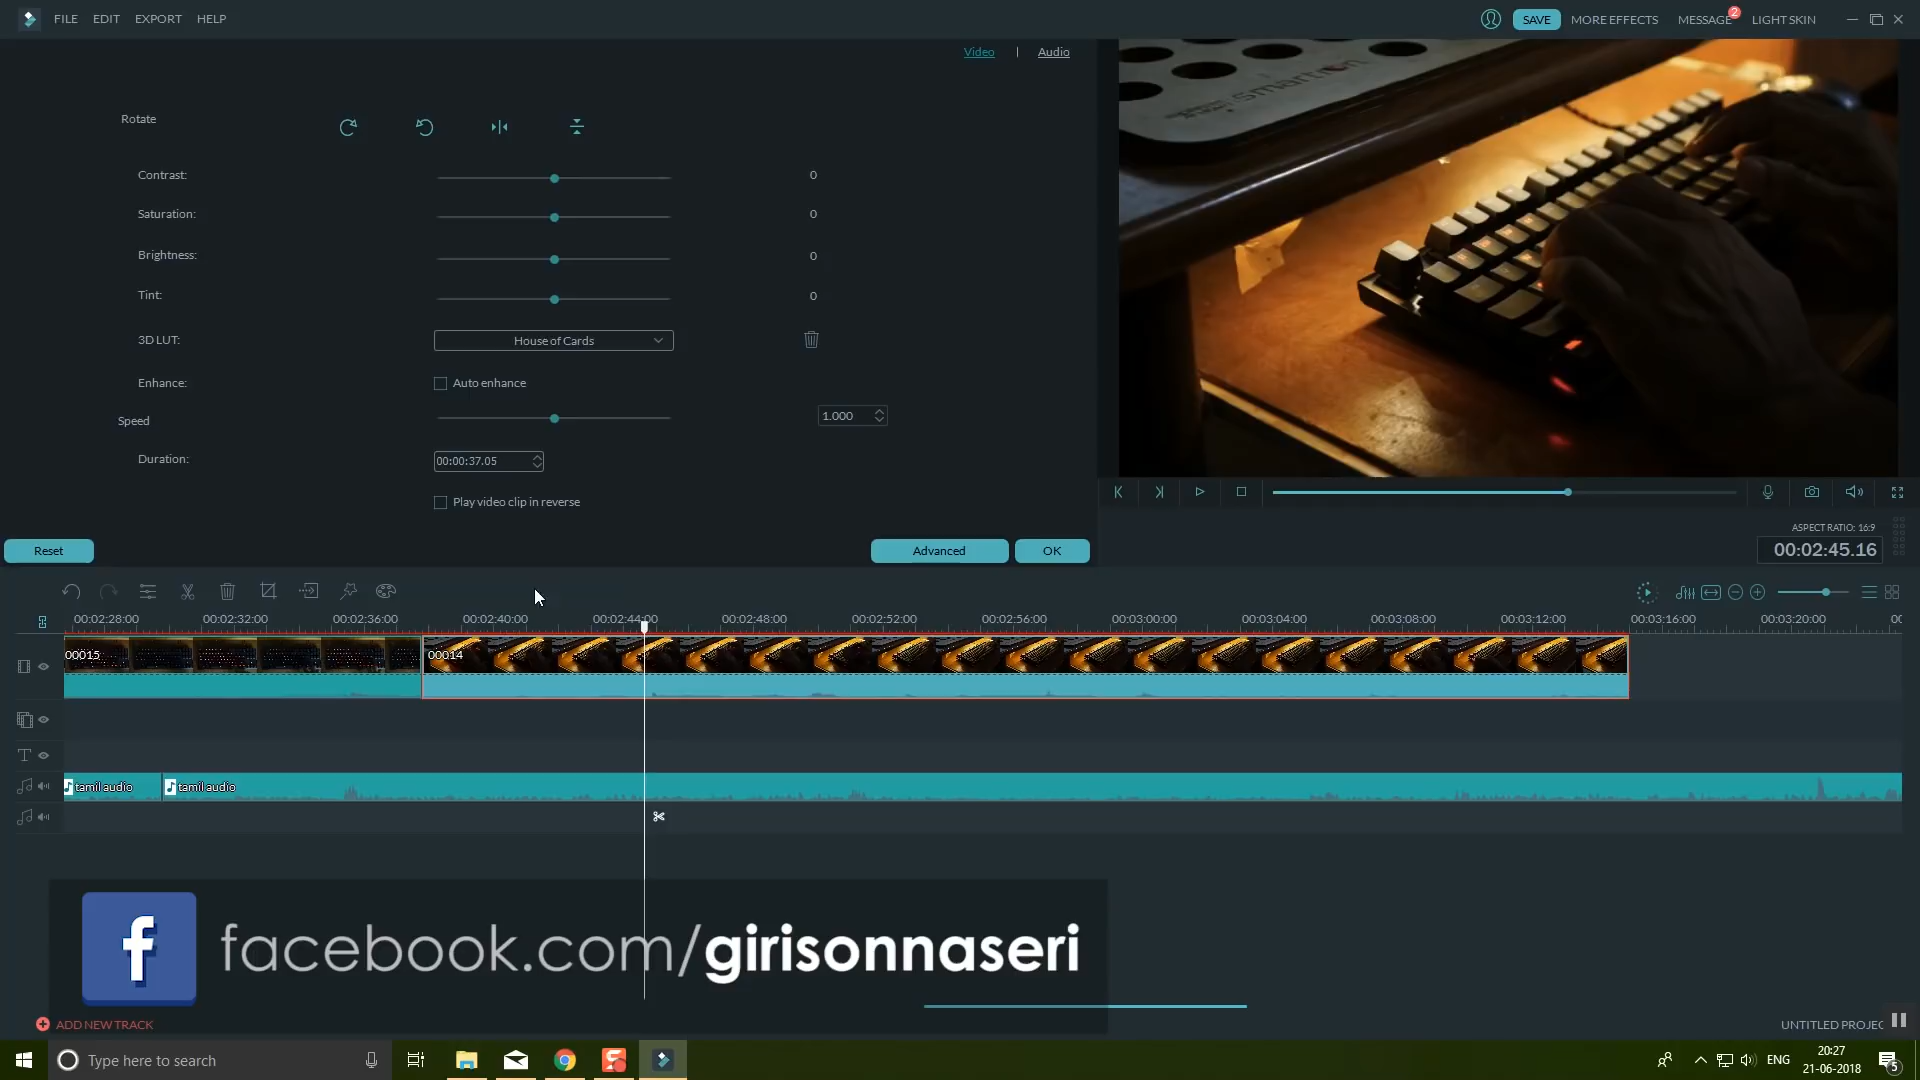 FILE EDIT EXPORT HELP
SAVE MORE EFFECTS MESSAGE 2 LIGHT SKIN
Video | Audio
Rotate
Contrast: 0
Saturation: 0
Brightness: 0
Tint: 0
3D LUT: House of Cards
Enhance: Auto enhance
Speed 1.000
Duration: 00:00:37.05
Play video clip in reverse
Reset Advanced OK
smartron
ASPECT RATIO: 16:9
00:02:45.16
00:02:28:00 00:02:32:00 00:02:36:00 00:02:40:00 00:02:44:00 00:02:48:00 00:02:52:00 00:02:56:00 00:03:00:00 00:03:04:00 00:03:08:00 00:03:12:00 00:03:16:00 00:03:20:00 00
00015 00014
T
tamil audio tamil audio
f facebook.com/girisonnaseri
ADD NEW TRACK
UNTITLED PROJEC
Type here to search
ENG
20:27
21-06-2018
5